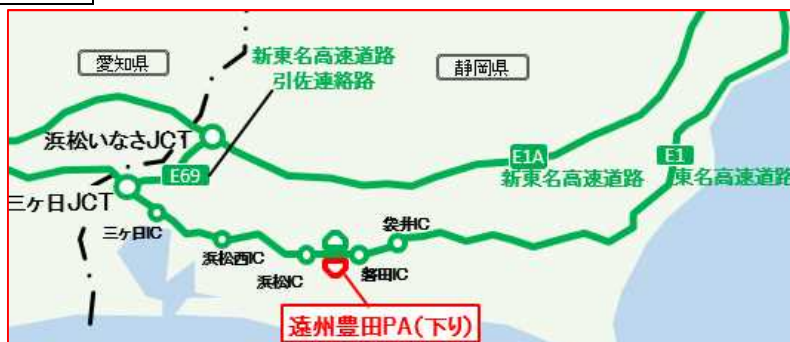 愛知県
新東名高速道路
引佐連絡路
静岡県
浜松いなさJCT
E1A
E1
新東名高速道路
東名高速道路
E69
三ヶ日JCT
三ヶ日IC
浜松西IC
浜松IC
磐田IC
袋井IC
遠州豊田PA(下り)